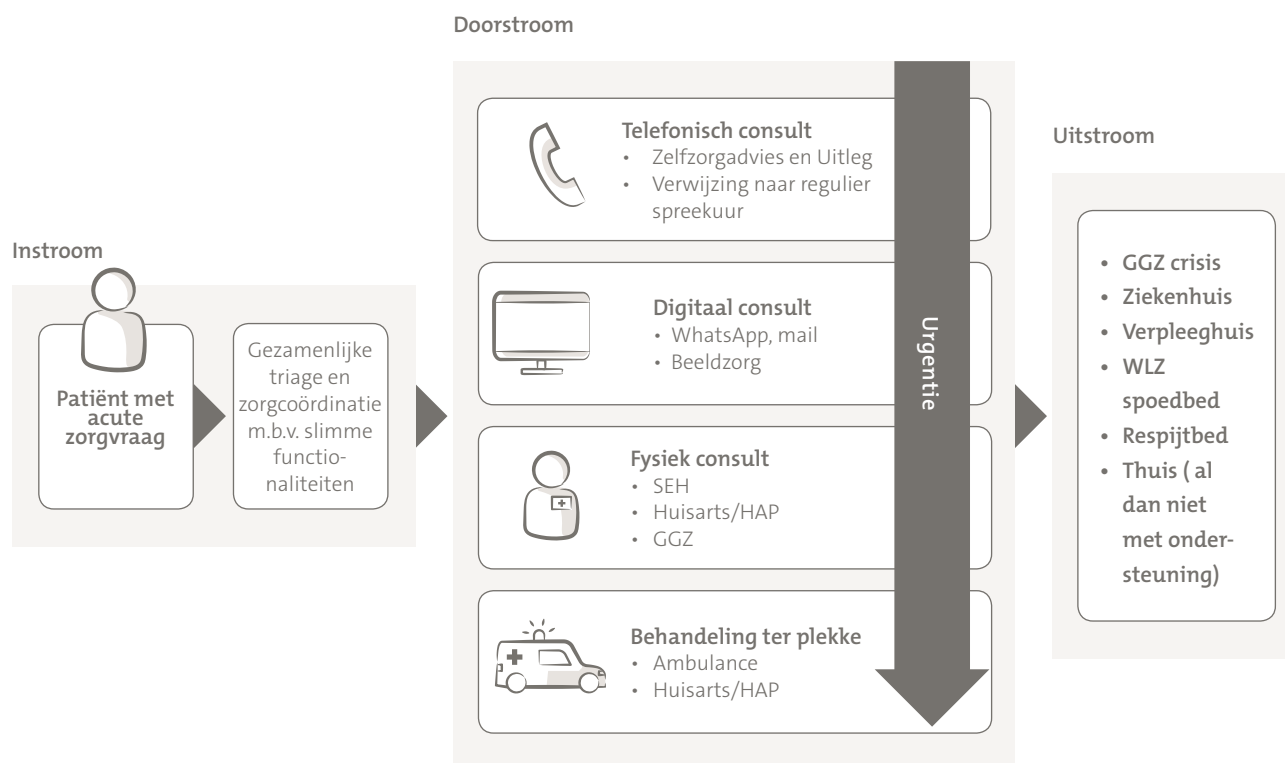 Instroom
Patiënt met
acute
zorgvraag
Gezamenlijke
triage en
zorgcoördinatie
m.b.v. slimme
functio-
naliteiten
Doorstroom
Telefonisch consult
• Zelfzorgadvies en Uitleg
• Verwijzing naar regulier
spreekuur
Digitaal consult
• WhatsApp, mail
• Beeldzorg
Fysiek consult
• SEH
• Huisarts/HAP
• GGZ
Behandeling ter plekke
• Ambulance
• Huisarts/HAP
Urgentie
Uitstroom
• GGZ crisis
• Ziekenhuis
• Verpleeghuis
• WLZ
spoedbed
• Respijtbed
• Thuis ( al
dan niet
met onder-
steuning)